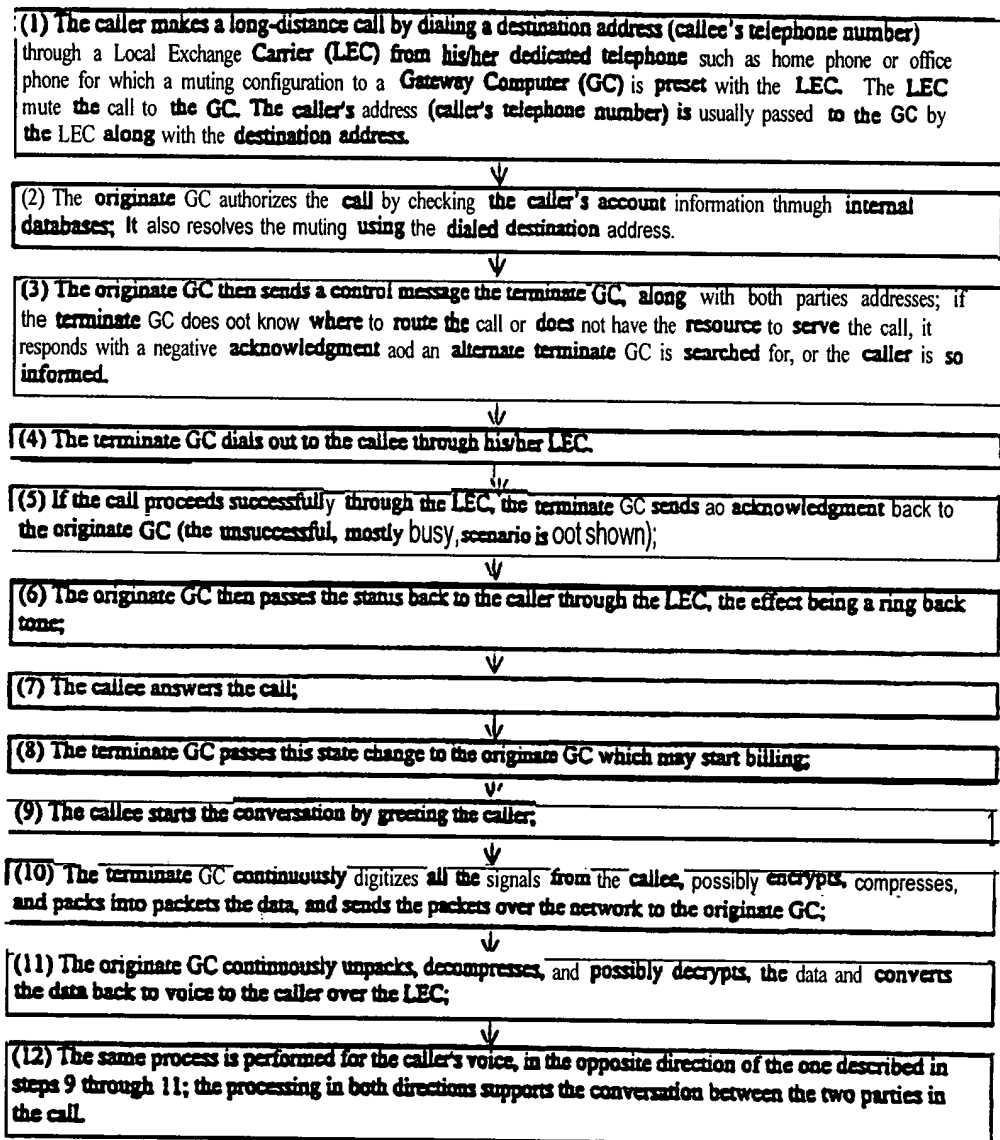 (1) The caller makes a long-distance call by dialing a destination address (callee's telephone number)
through a Local Exchange Carrier (LEC) from his/her dedicated telephone such as home phone or office
phone for which a muting configuration to a Gateway Computer (GC) is preset with the LEC. The LEC
mute the call to the GC. The caller's address (caller's telephone number) is usually passed to the GC by
the LEC along with the destination address.
(2) The originate GC authorizes the call by checking the caller's account information thmugh internal
databases; It also resolves the muting using the dialed destination address.
(3) The originate GC then sends a control message the terminate GC, along with both parties addresses; if
the terminate GC does oot know where to route the call or does not have the resource to serve the call, it
responds with a negative acknowledgment aod an alternate terminate GC is searched for, or the caller is so
informed.
(4) The terminate GC dials out to the callee through his/her LEC.
(5) If the call proceeds successfully through the LEC, the terminate GC sends ao acknowledgment back to
the originate GC (the unsuccessful, mostly busy, scenario is oot shown);
(6) The originate GC then passes the status back to the caller through the LEC, the effect being a ring back
tone;
(7) The callee answers the call;
(8) The terminate GC passes this state change to the originate GC which may start billing;
(9) The callee starts the conversation by greeting the caller;
(10) The terminate GC continuously digitizes all the signals from the callee, possibly encrypts, compresses,
and packs into packets the data, and sends the packets over the network to the originate GC;
(11) The originate GC continuously unpacks, decompresses, and possibly decrypts, the data and converts
the data back to voice to the caller over the LEC;
(12) The same process is performed for the caller's voice, in the opposite direction of the one described in
steps 9 through 11; the processing in both directions supports the conversation between the two parties in
the call.